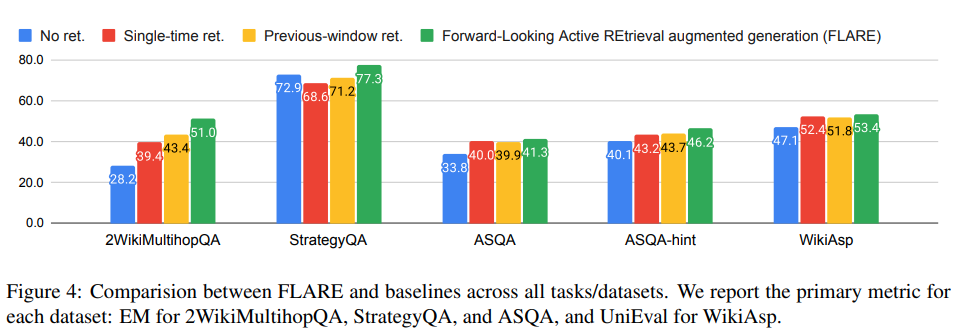 No ret. Single-time ret. Previous-window ret. Forward-Looking Active REtrieval augmented generation (FLARE)
80.0
60.0
40.0
20.0
0.0
28.2 39.4 43.4 51.0
72.9 68.6 71.2 77.3
33.8 40.0 39.9 41.3
40.1 43.2 43.7 46.2
47.1 52.4 51.8 53.4
2WikiMultihopQA StrategyQA ASQA ASQA-hint WikiAsp
Figure 4: Comparision between FLARE and baselines across all tasks/datasets. We report the primary metric for
each dataset: EM for 2WikiMultihopQA, StrategyQA, and ASQA, and UniEval for WikiAsp.